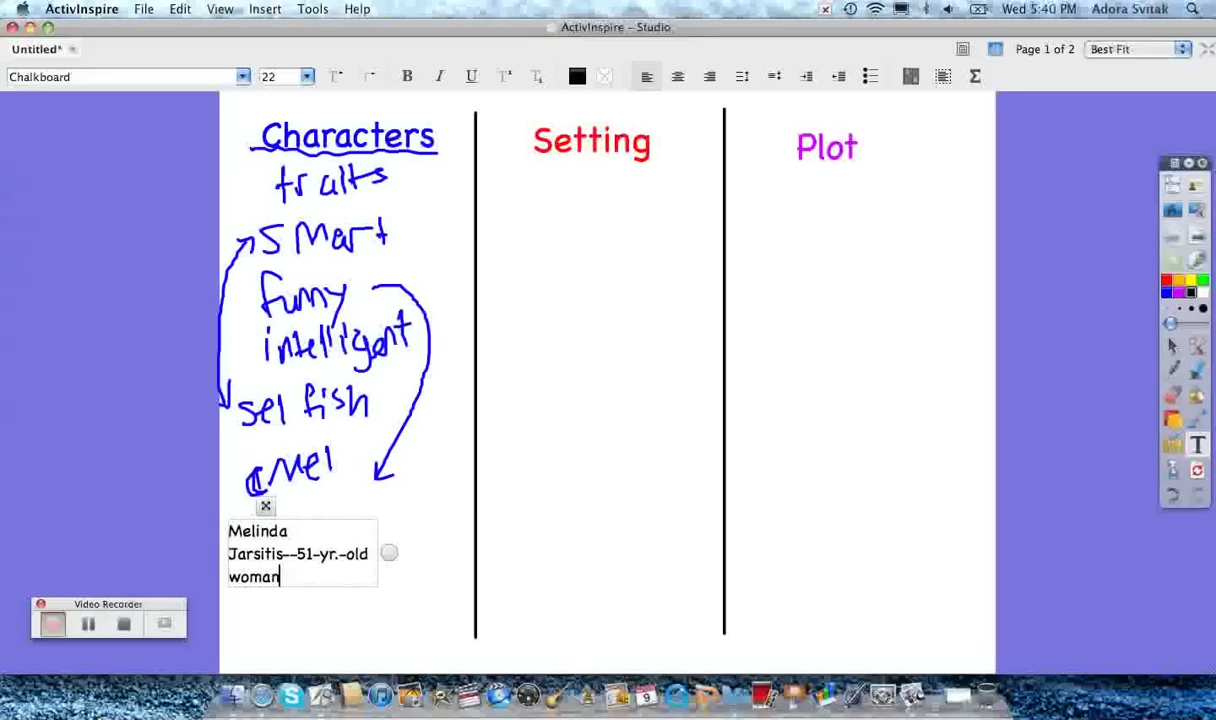 ActivInspire File Edit View Insert Tools Help Wed 5:40 PM Adora Svitak
ActivInspire - Studio
Untitled* Page 1 of 2 Best Fit
Chalkboard 22 B I U
Characters
traits
smart
funny
intelligent
selfish
cruel
Melinda
Jarsitis--51-yr.-old
woman
Setting
Plot
Video Recorder